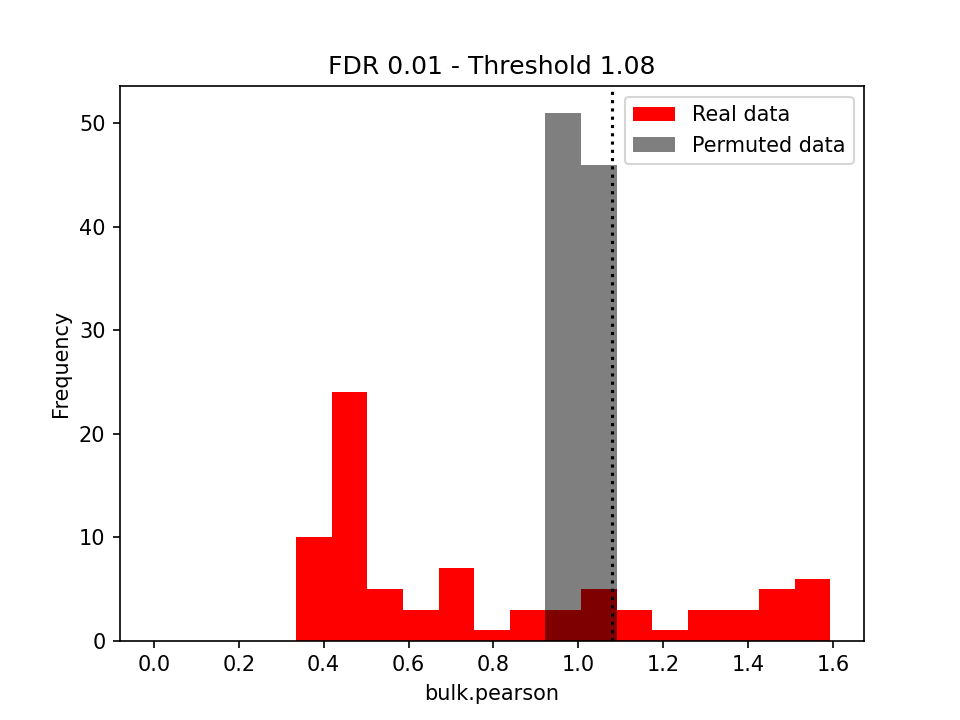 FDR 0.01 - Threshold 1.08
Real data
Permuted data
Frequency
50
40
30
20
10
0
0.0 0.2 0.4 0.6 0.8 1.0 1.2 1.4 1.6
bulk.pearson